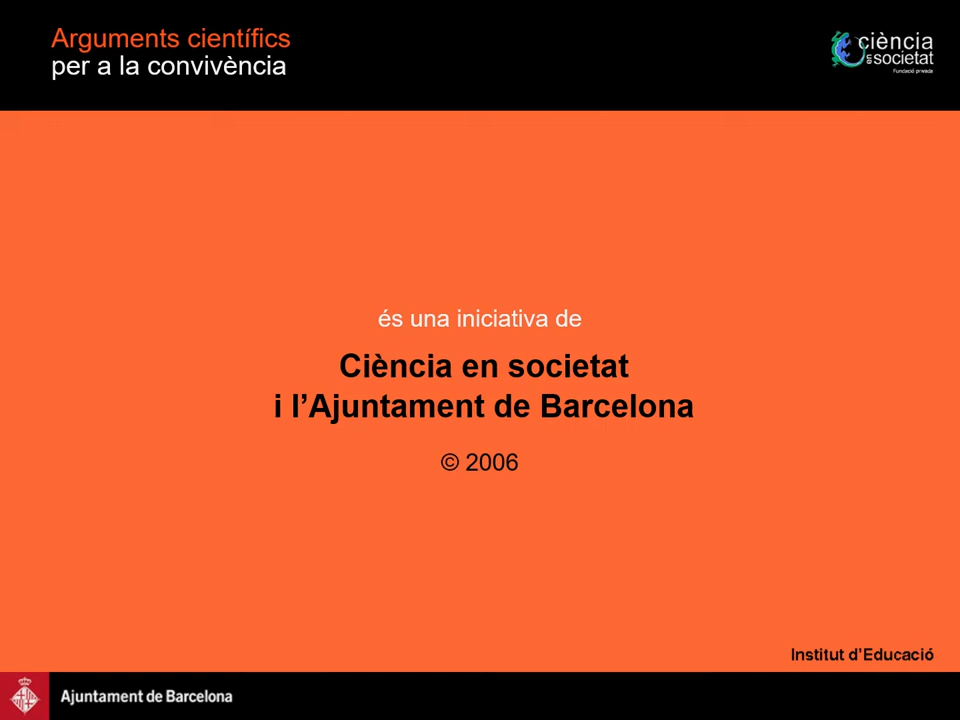 Arguments científics
per a la convivència
ciència
en societat
Fundació privada
és una iniciativa de
Ciència en societat
i l’Ajuntament de Barcelona
© 2006
Institut d’Educació
Ajuntament de Barcelona